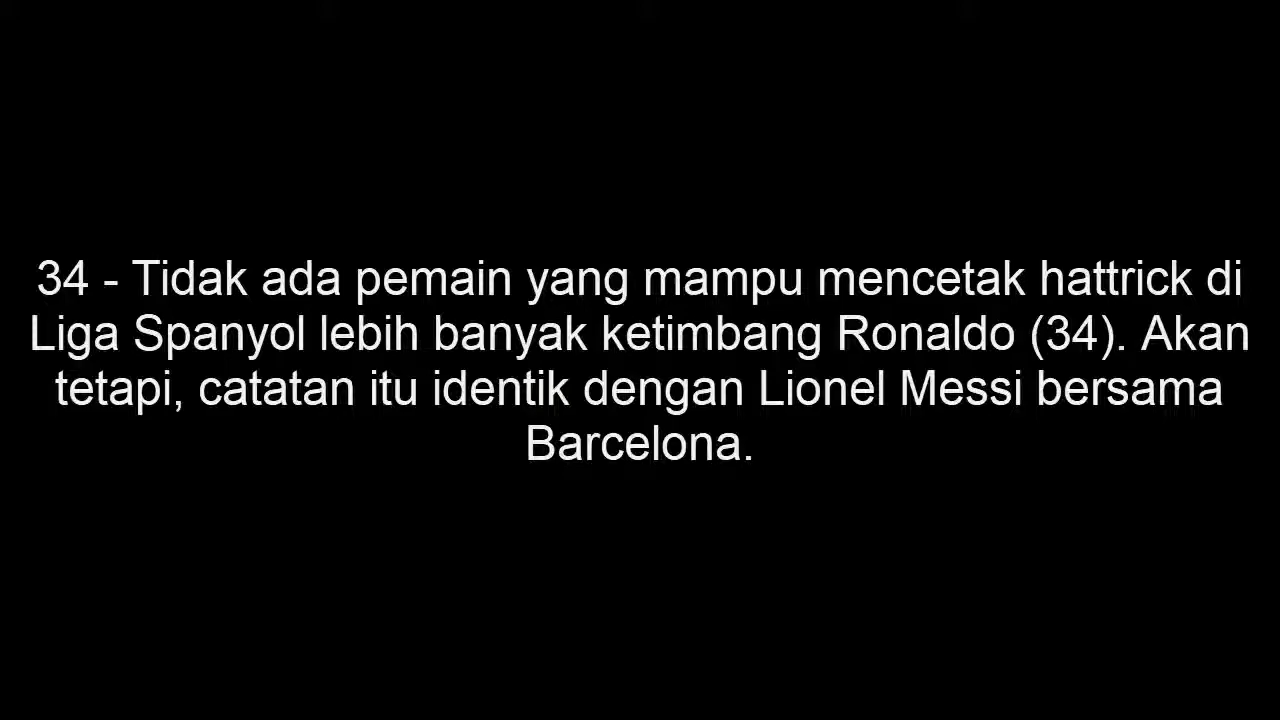 34 - Tidak ada pemain yang mampu mencetak hattrick di
Liga Spanyol lebih banyak ketimbang Ronaldo (34). Akan
tetapi, catatan itu identik dengan Lionel Messi bersama
Barcelona.